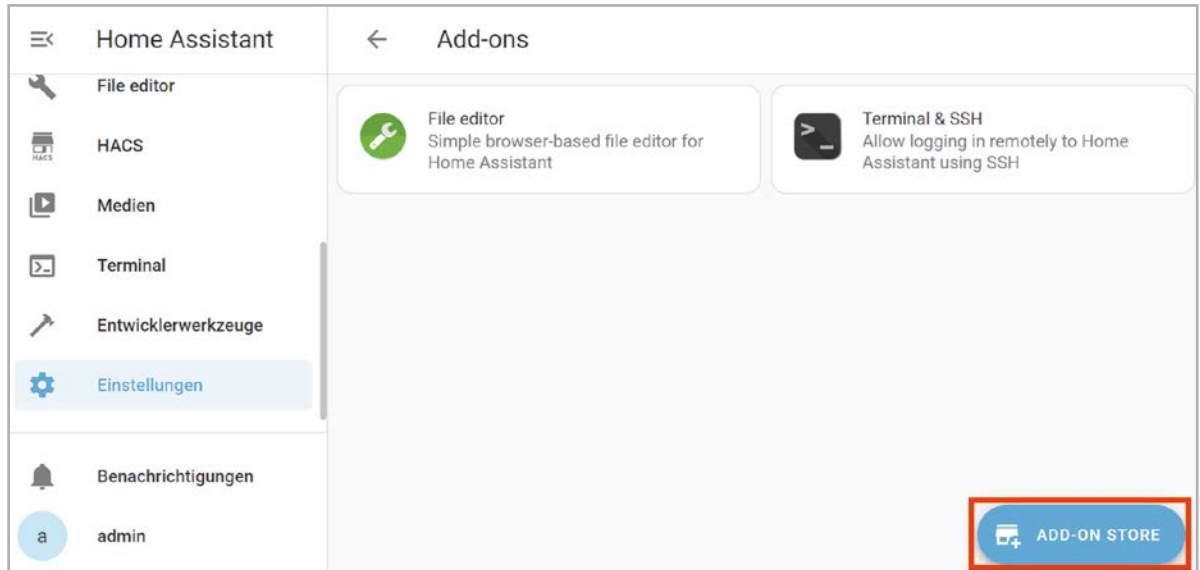 Home Assistant
Add-ons
File editor
HACS
HACS
Medien
Terminal
Entwicklerwerkzeuge
Einstellungen
Benachrichtigungen
a
admin
File editor
Simple browser-based file editor for
Home Assistant
Terminal & SSH
Allow logging in remotely to Home
Assistant using SSH
ADD-ON STORE